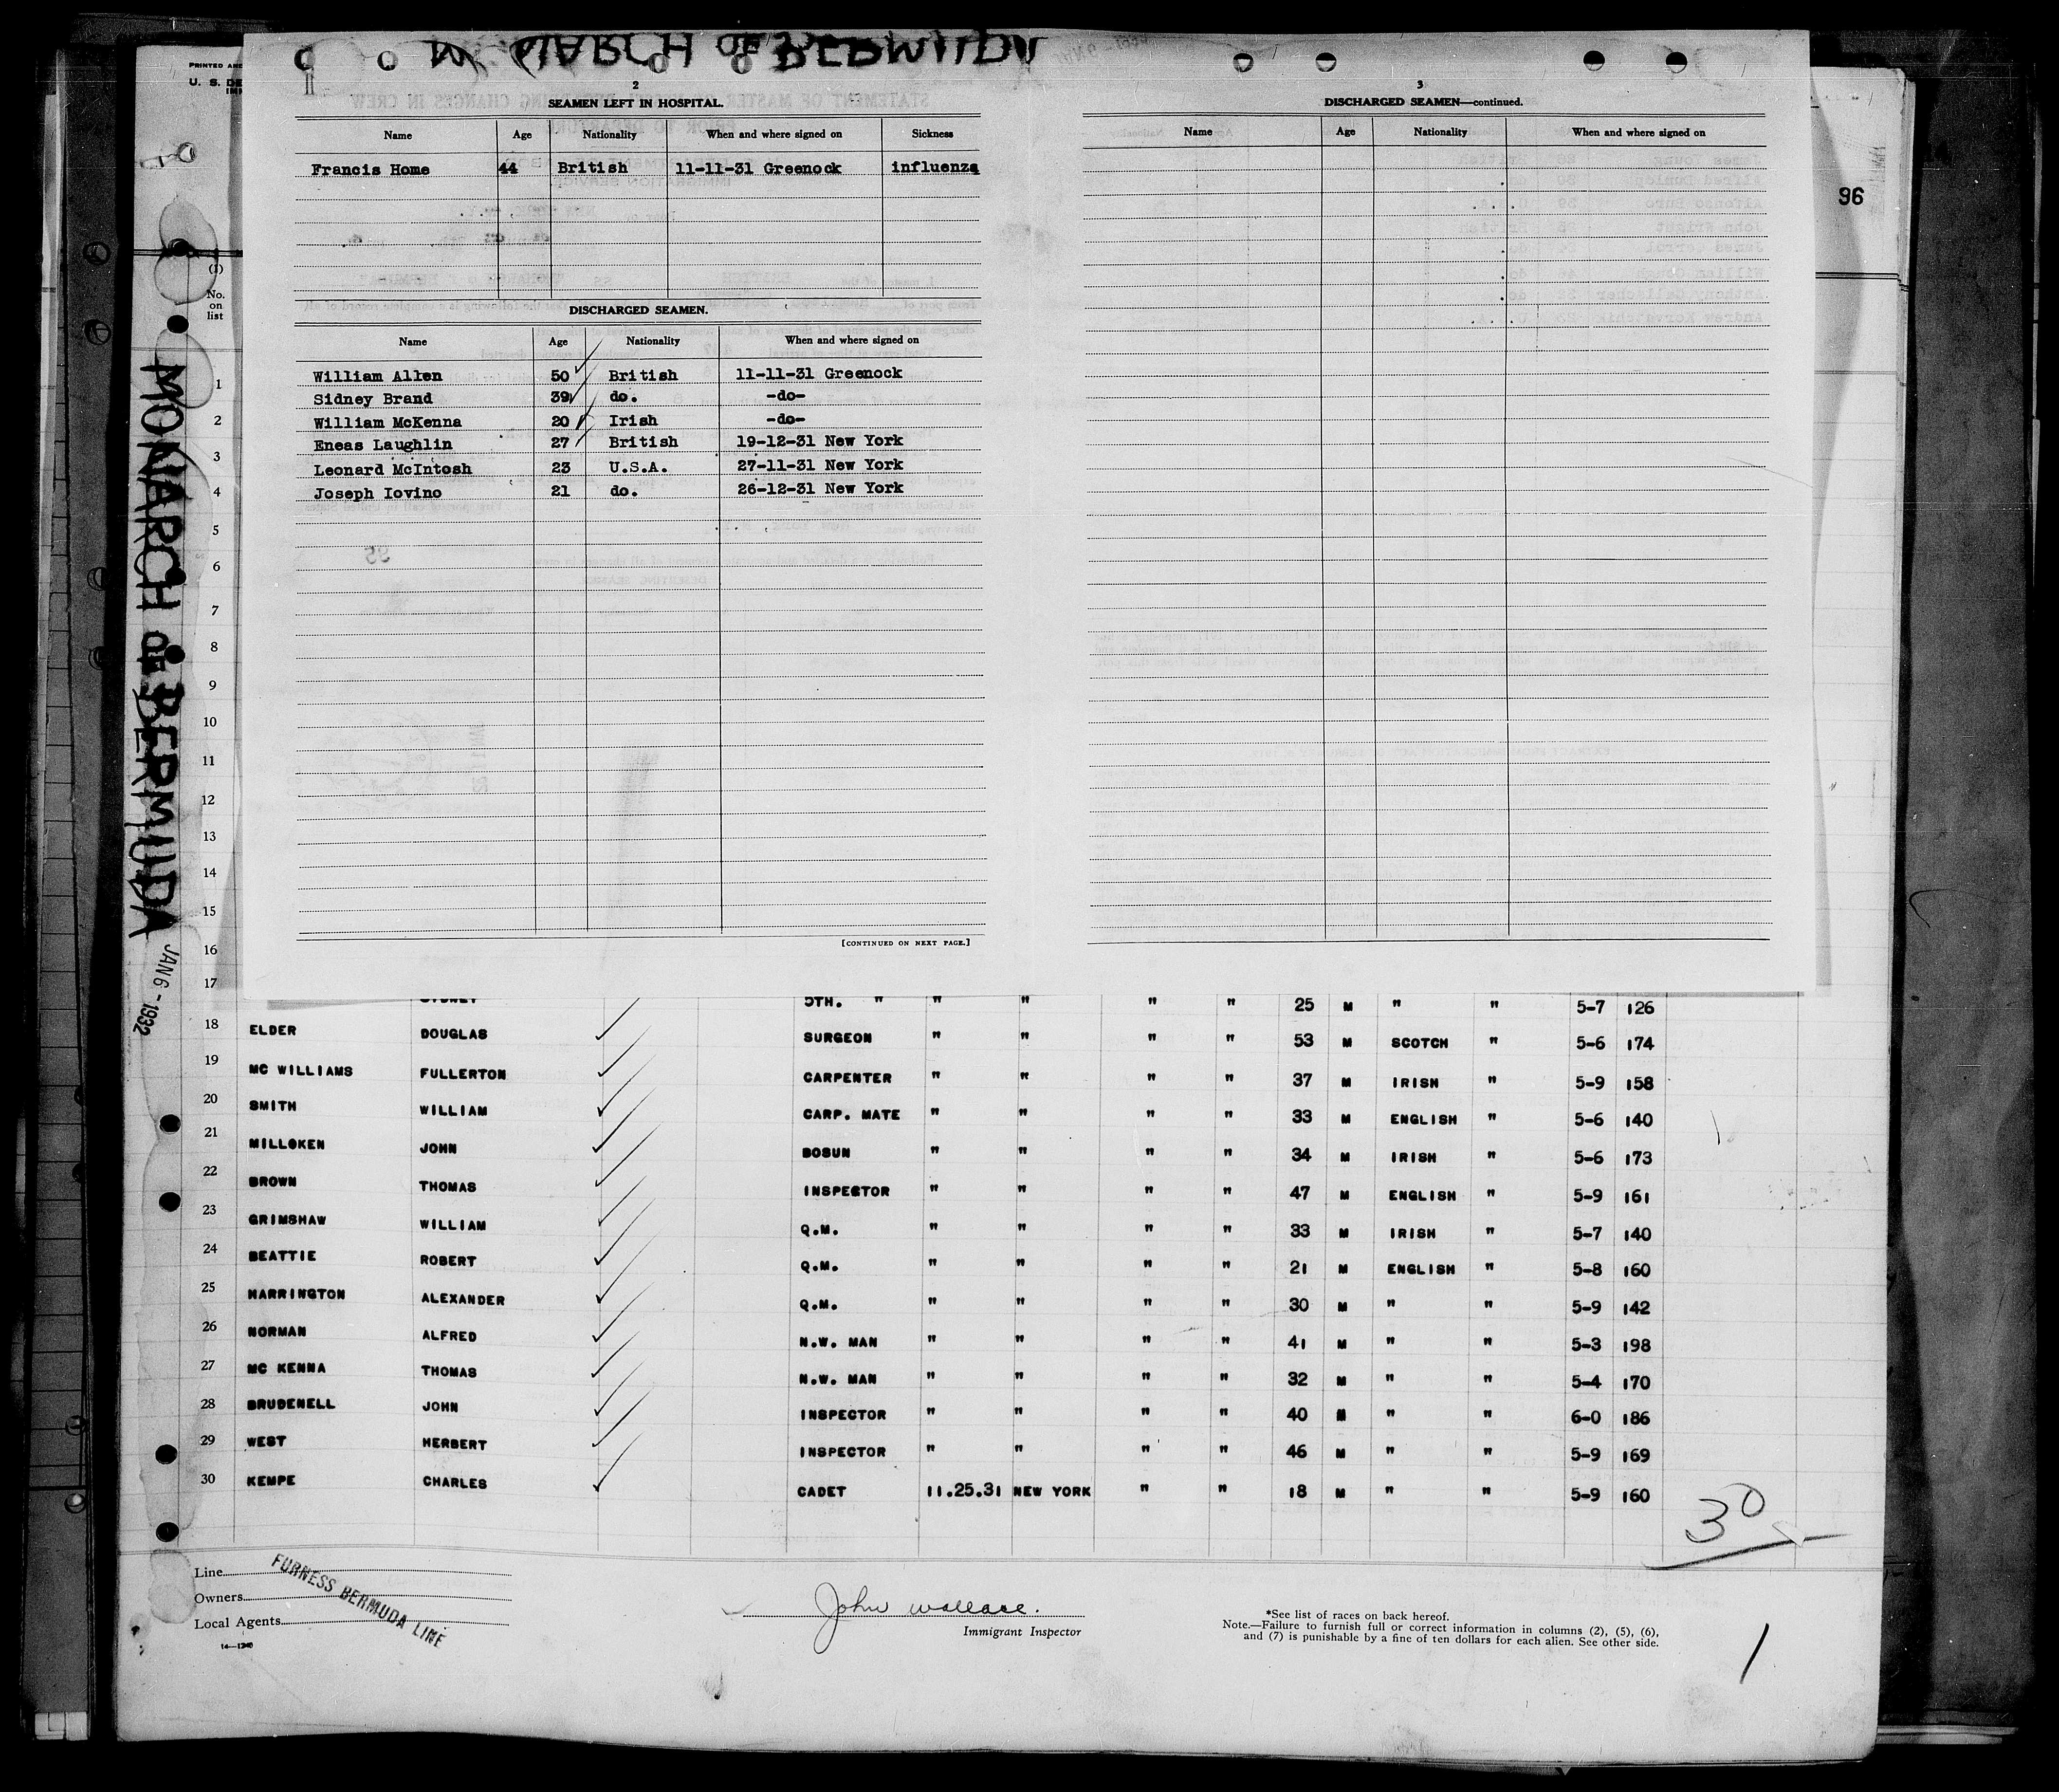 MONARCH OF BERMUDA
PRINTED AND
U. S. DE
2
SEAMEN LEFT IN HOSPITAL.
Name Age Nationality When and where signed on Sickness
Francis Home 44 British 11-11-31 Greenock influenza
DISCHARGED SEAMEN.
Name Age Nationality When and where signed on
William Allen 50 British 11-11-31 Greenock
Sidney Brand 39 do. -do-
William McKenna 20 Irish -do-
Eneas Laughlin 27 British 19-12-31 New York
Leonard McIntosh 23 U.S.A. 27-11-31 New York
Joseph Iovino 21 do. 26-12-31 New York
[CONTINUED ON NEXT PAGE.]
3
DISCHARGED SEAMEN—continued.
Name Age Nationality When and where signed on
96
(1)
No.
on
list
1
2
3
4
5
6
7
8
9
10
11
12
13
14
15
16
MONARCH OF BERMUDA
JAN 6 - 1932
17 5TH. " " " " " 25 M " " 5-7 126
18 ELDER DOUGLAS SURGEON " " " " 53 M SCOTCH " 5-6 174
19 MC WILLIAMS FULLERTON CARPENTER " " " " 37 M IRISH " 5-9 158
20 SMITH WILLIAM CARP. MATE " " " " 33 M ENGLISH " 5-6 140
21 MILLOKEN JOHN BOSUN " " " " 34 M IRISH " 5-6 173
22 BROWN THOMAS INSPECTOR " " " " 47 M ENGLISH " 5-9 161
23 GRIMSHAW WILLIAM Q.M. " " " " 33 M IRISH " 5-7 140
24 BEATTIE ROBERT Q.M. " " " " 21 M ENGLISH " 5-8 160
25 HARRINGTON ALEXANDER Q.M. " " " " 30 M " " 5-9 142
26 NORMAN ALFRED N.W. MAN " " " " 41 M " " 5-3 198
27 MC KENNA THOMAS N.W. MAN " " " " 32 M " " 5-4 170
28 BRUDENELL JOHN INSPECTOR " " " " 40 M " " 6-0 186
29 WEST HERBERT INSPECTOR " " " " 46 M " " 5-9 169
30 KEMPE CHARLES CADET 11.25.31 NEW YORK " " 18 M " " 5-9 160
30
Line
Owners
Local Agents
FURNESS BERMUDA LINE
14—1240
John Wallace.
Immigrant Inspector
*See list of races on back hereof.
Note.—Failure to furnish full or correct information in columns (2), (5), (6),
and (7) is punishable by a fine of ten dollars for each alien. See other side.
1